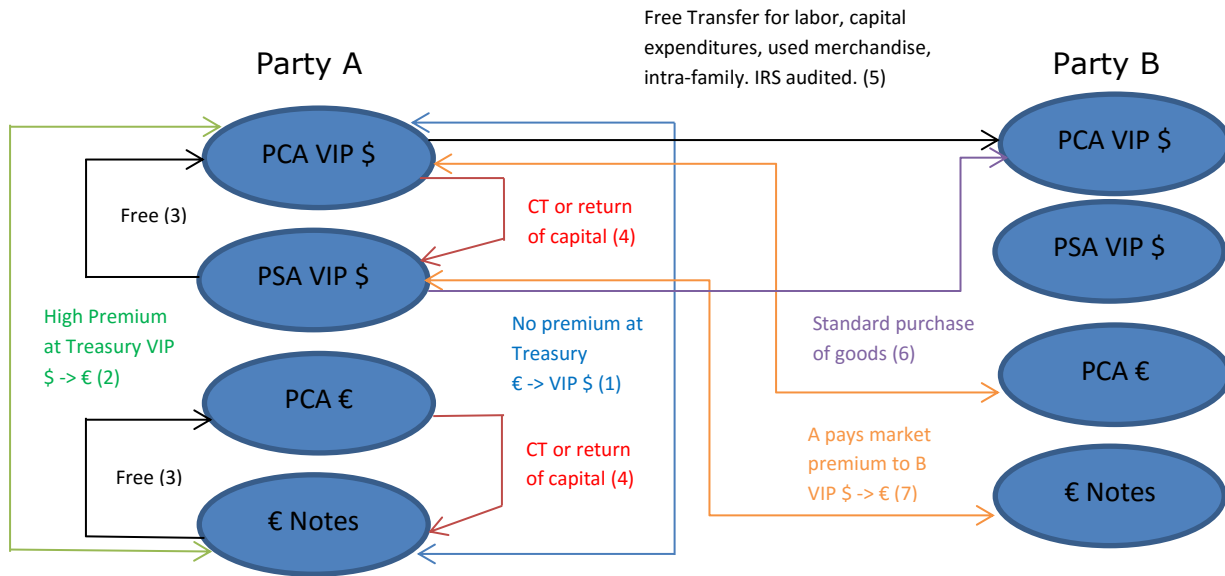 Free Transfer for labor, capital
expenditures, used merchandise,
intra-family. IRS audited. (5)
Party A
Party B
PCA VIP $
PCA VIP $
Free (3)
CT or return
of capital (4)
PSA VIP $
PSA VIP $
High Premium
at Treasury VIP
$ -> € (2)
No premium at
Treasury
€ -> VIP $ (1)
Standard purchase
of goods (6)
PCA €
PCA €
Free (3)
CT or return
of capital (4)
A pays market
premium to B
VIP $ -> € (7)
€ Notes
€ Notes